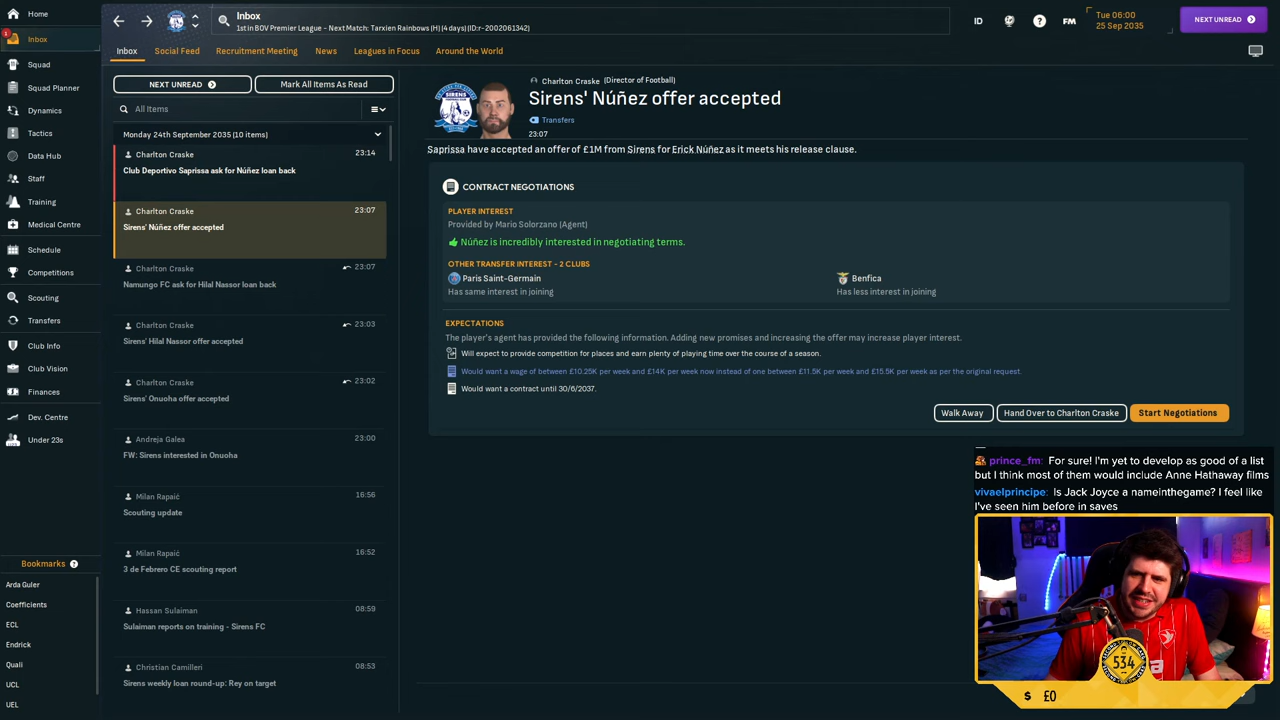 Home
Inbox
1
Squad
Squad Planner
Dynamics
Tactics
Data Hub
Staff
Training
Medical Centre
Schedule
Competitions
Scouting
Transfers
Club Info
Club Vision
Finances
Dev. Centre
Under 23s
Bookmarks ?
Arda Guler
Coefficients
ECL
Endrick
Quali
UCL
UEL
Inbox
1st in BOV Premier League - Next Match: Tarxien Rainbows (H) (4 days) (ID:r-2002061342)
ID
?
FM
Tue 06:00
25 Sep 2035
NEXT UNREAD
Inbox
Social Feed
Recruitment Meeting
News
Leagues in Focus
Around the World
NEXT UNREAD
Mark All Items As Read
All Items
Monday 24th September 2035 (10 items)
Charlton Craske 23:14
Club Deportivo Saprissa ask for Núñez loan back
Charlton Craske 23:07
Sirens' Núñez offer accepted
Charlton Craske 23:07
Namungo FC ask for Hilal Nassor loan back
Charlton Craske 23:03
Sirens' Hilal Nassor offer accepted
Charlton Craske 23:02
Sirens' Onuoha offer accepted
Andreja Galea 23:00
FW: Sirens interested in Onuoha
Milan Rapaić 16:56
Scouting update
Milan Rapaić 16:52
3 de Febrero CE scouting report
Hassan Sulaiman 08:59
Sulaiman reports on training - Sirens FC
Christian Camilleri 08:53
Sirens weekly loan round-up: Rey on target
SIRENS
Charlton Craske (Director of Football)
Sirens' Núñez offer accepted
Transfers
23:07
Saprissa have accepted an offer of £1M from Sirens for Erick Núñez as it meets his release clause.
CONTRACT NEGOTIATIONS
PLAYER INTEREST
Provided by Mario Solorzano (Agent)
Núñez is incredibly interested in negotiating terms.
OTHER TRANSFER INTEREST - 2 CLUBS
Paris Saint-Germain
Has same interest in joining
Benfica
Has less interest in joining
EXPECTATIONS
The player's agent has provided the following information. Adding new promises and increasing the offer may increase player interest.
Will expect to provide competition for places and earn plenty of playing time over the course of a season.
Would want a wage of between £10.25K per week and £14K per week now instead of one between £11.5K per week and £15.5K per week as per the original request.
Would want a contract until 30/6/2037.
Walk Away
Hand Over to Charlton Craske
Start Negotiations
prince_fm: For sure! I'm yet to develop as good of a list
but I think most of them would include Anne Hathaway films
vivaelprincipe: Is Jack Joyce a nameinthegame? I feel like
I've seen him before in saves
534
$ £0